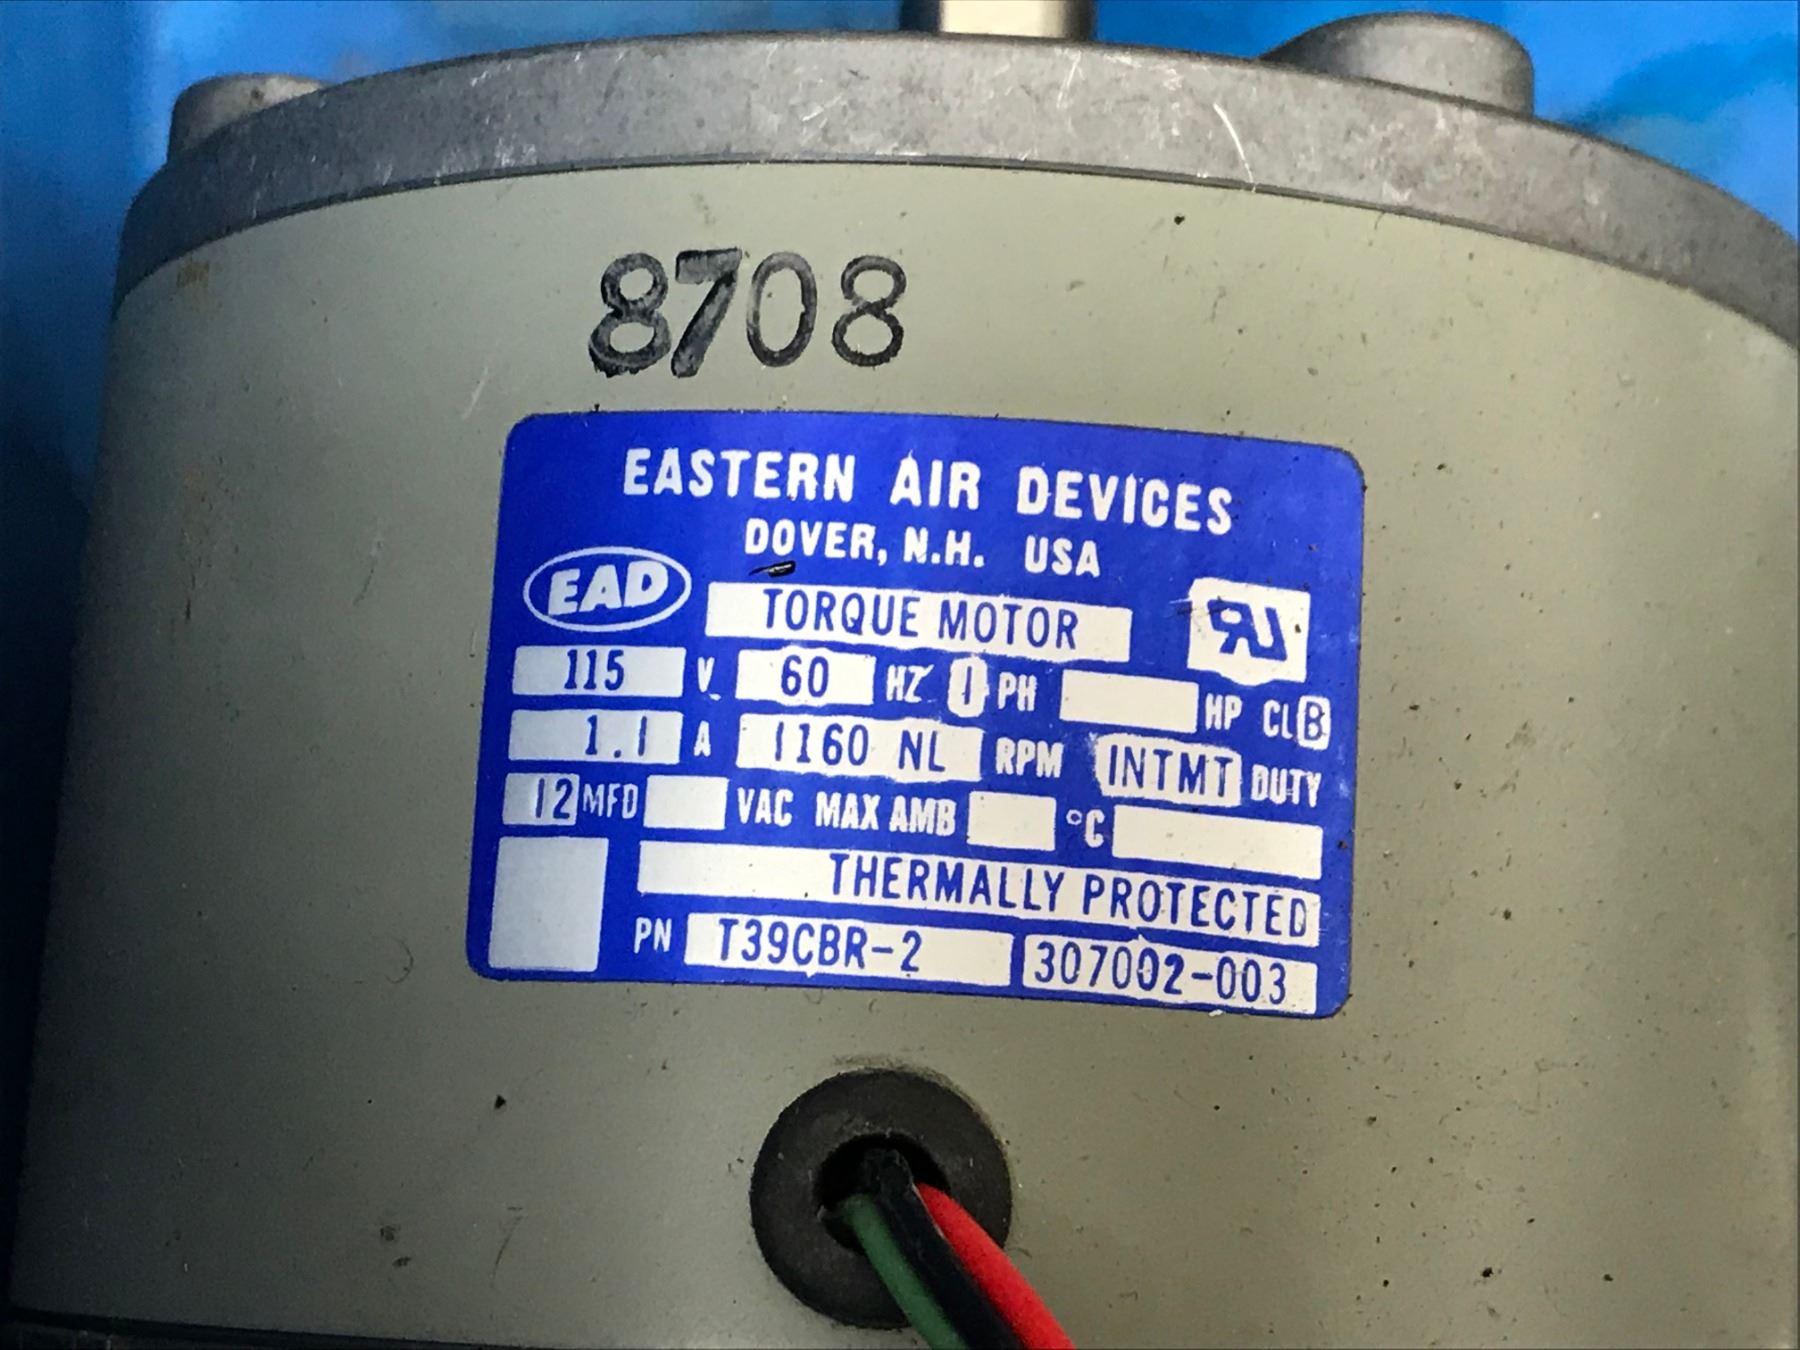 8708
EASTERN AIR DEVICES
DOVER, N.H. USA
EAD
TORQUE MOTOR
RU
115 V 60 HZ 1 PH HP CL B
1.1 A 1160 NL RPM INTMT DUTY
12 MFD VAC MAX AMB °C
THERMALLY PROTECTED
PN T39CBR-2 307002-003